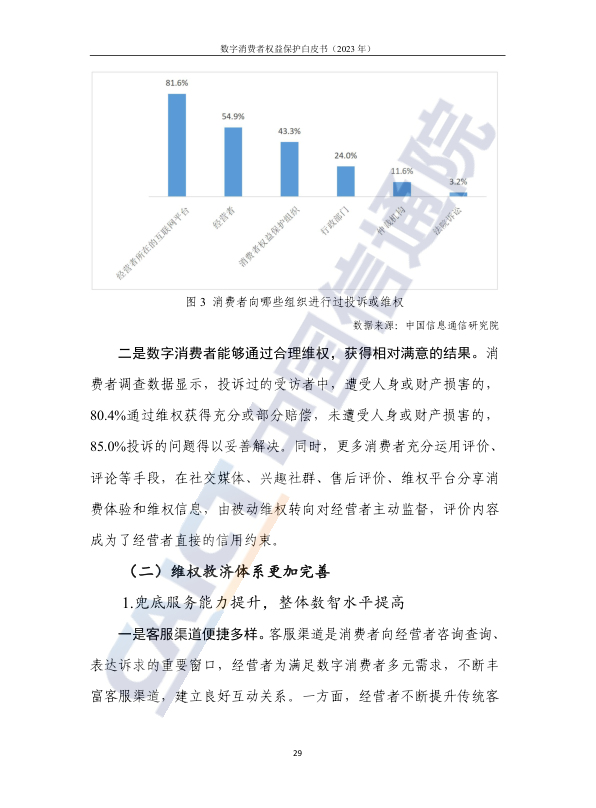 数字消费者权益保护白皮书（2023 年）
81.6%
54.9%
43.3%
24.0%
11.6%
3.2%
经营者所在的互联网平台
经营者
消费者权益保护组织
行政部门
仲裁机构
法院诉讼
图 3 消费者向哪些组织进行过投诉或维权
数据来源：中国信息通信研究院
二是数字消费者能够通过合理维权，获得相对满意的结果。消
费者调查数据显示，投诉过的受访者中，遭受人身或财产损害的，
80.4%通过维权获得充分或部分赔偿，未遭受人身或财产损害的，
85.0%投诉的问题得以妥善解决。同时，更多消费者充分运用评价、
评论等手段，在社交媒体、兴趣社群、售后评价、维权平台分享消
费体验和维权信息，由被动维权转向对经营者主动监督，评价内容
成为了经营者直接的信用约束。
（二）维权救济体系更加完善
1.兜底服务能力提升，整体数智水平提高
一是客服渠道便捷多样。客服渠道是消费者向经营者咨询查询、
表达诉求的重要窗口，经营者为满足数字消费者多元需求，不断丰
富客服渠道，建立良好互动关系。一方面，经营者不断提升传统客
29
CAICT 中国信通院